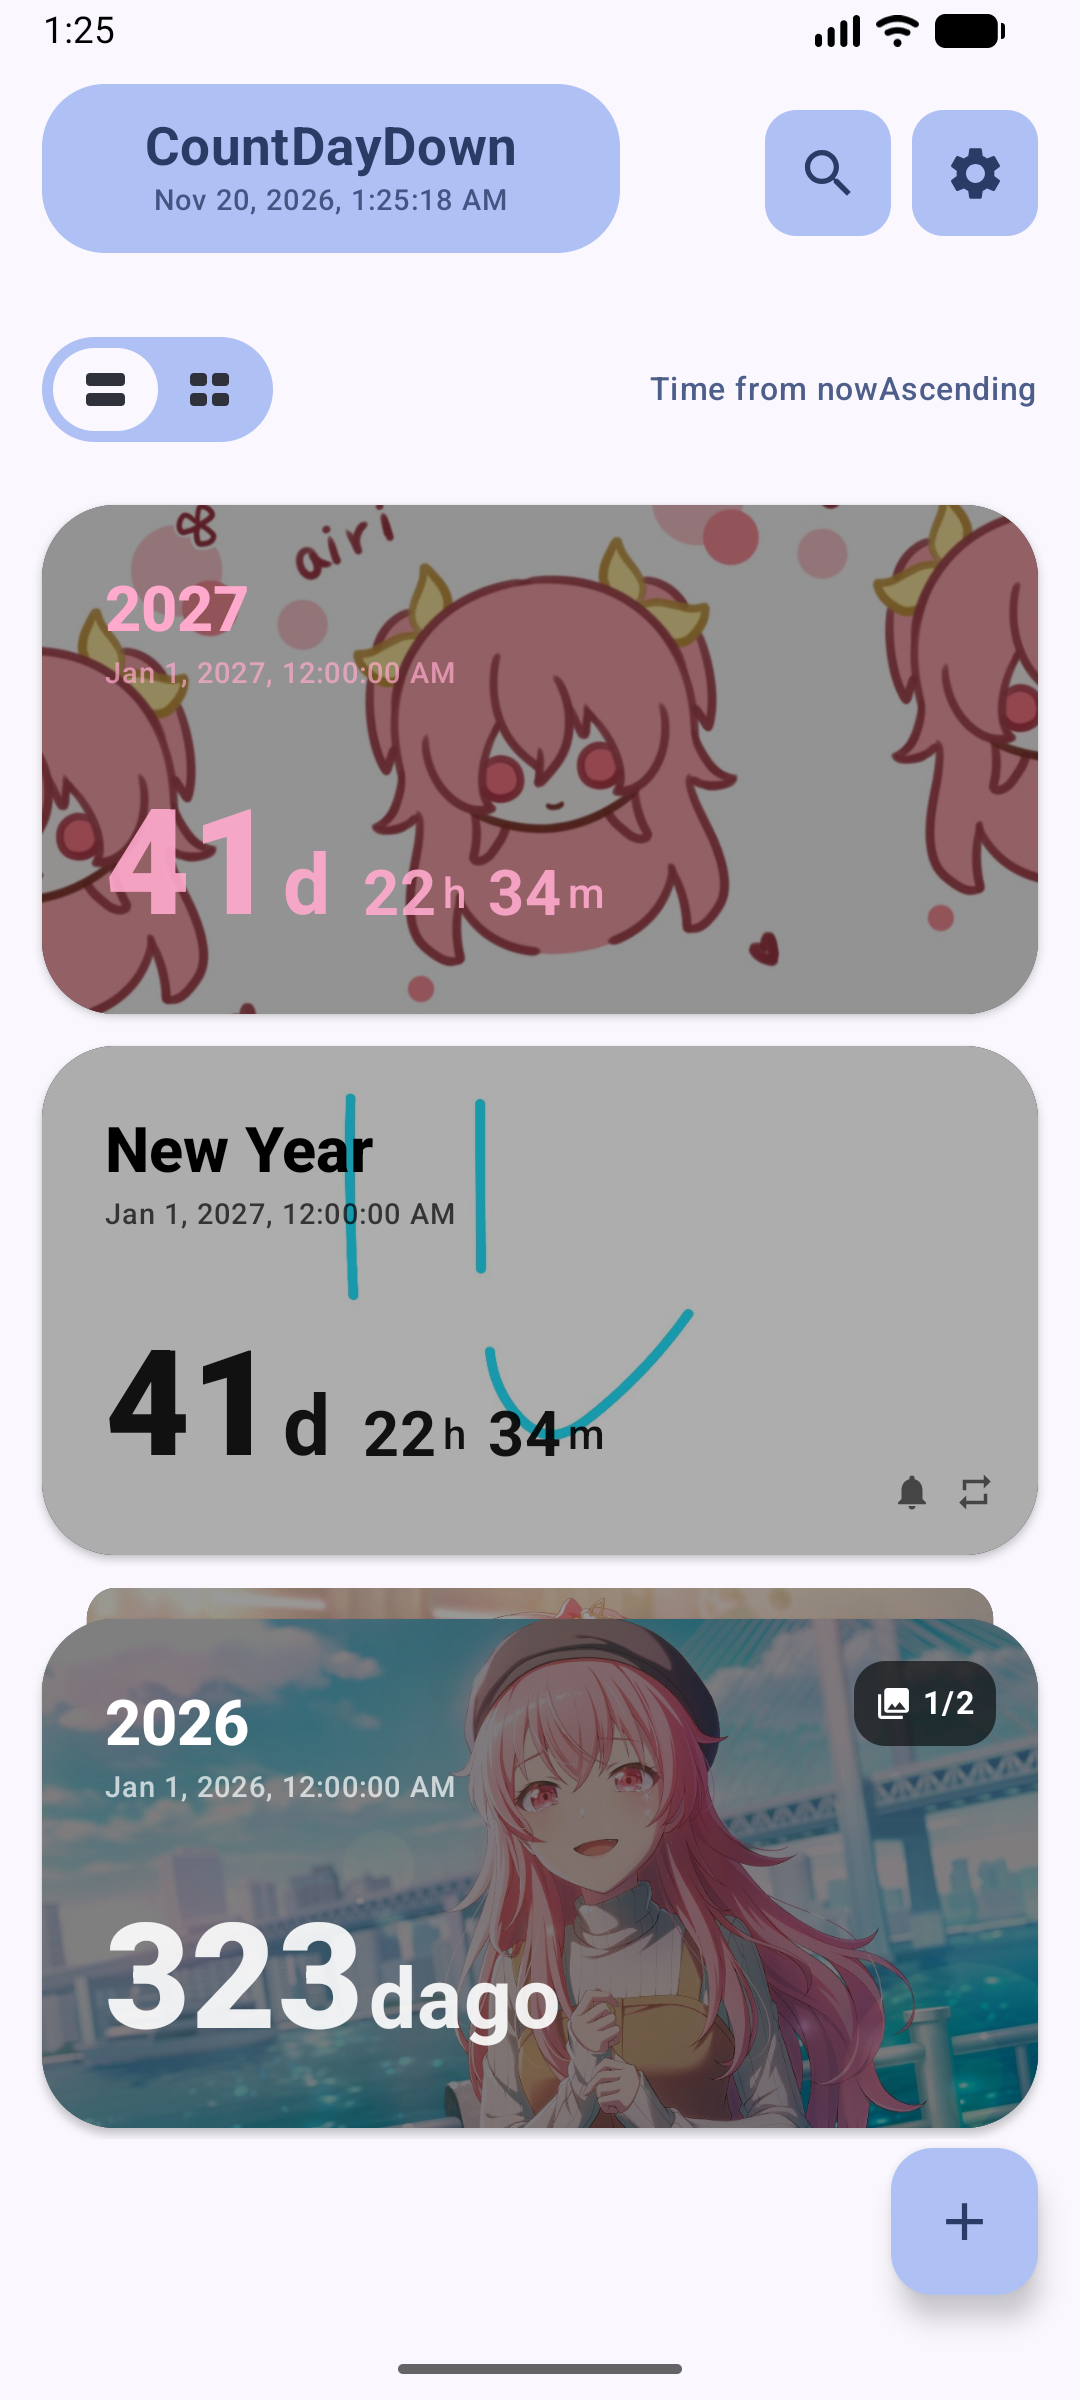 1:25
CountDayDown
Nov 20, 2026, 1:25:18 AM
Time from nowAscending
airi
2027
Jan 1, 2027, 12:00:00 AM
41d 22h 34m
New Year
Jan 1, 2027, 12:00:00 AM
41d 22h 34m
1/2
2026
Jan 1, 2026, 12:00:00 AM
323dago